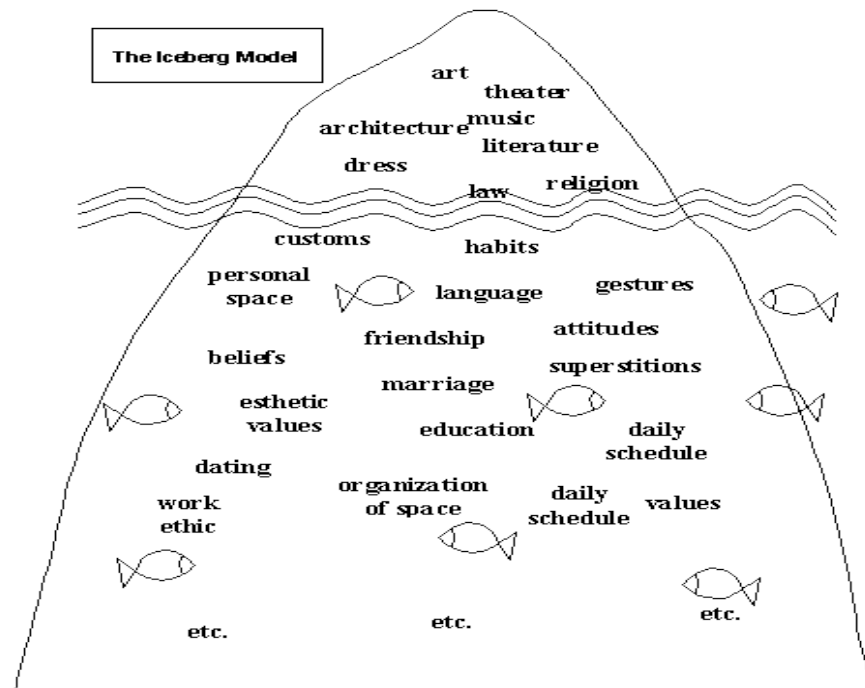 The Iceberg Model
art
theater
music
architecture
literature
dress
religion
law
customs
habits
personal
space
language
gestures
friendship
attitudes
beliefs
superstitions
marriage
esthetic
values
education
daily
schedule
dating
organization
of space
work
ethic
daily
schedule
values
etc.
etc.
etc.